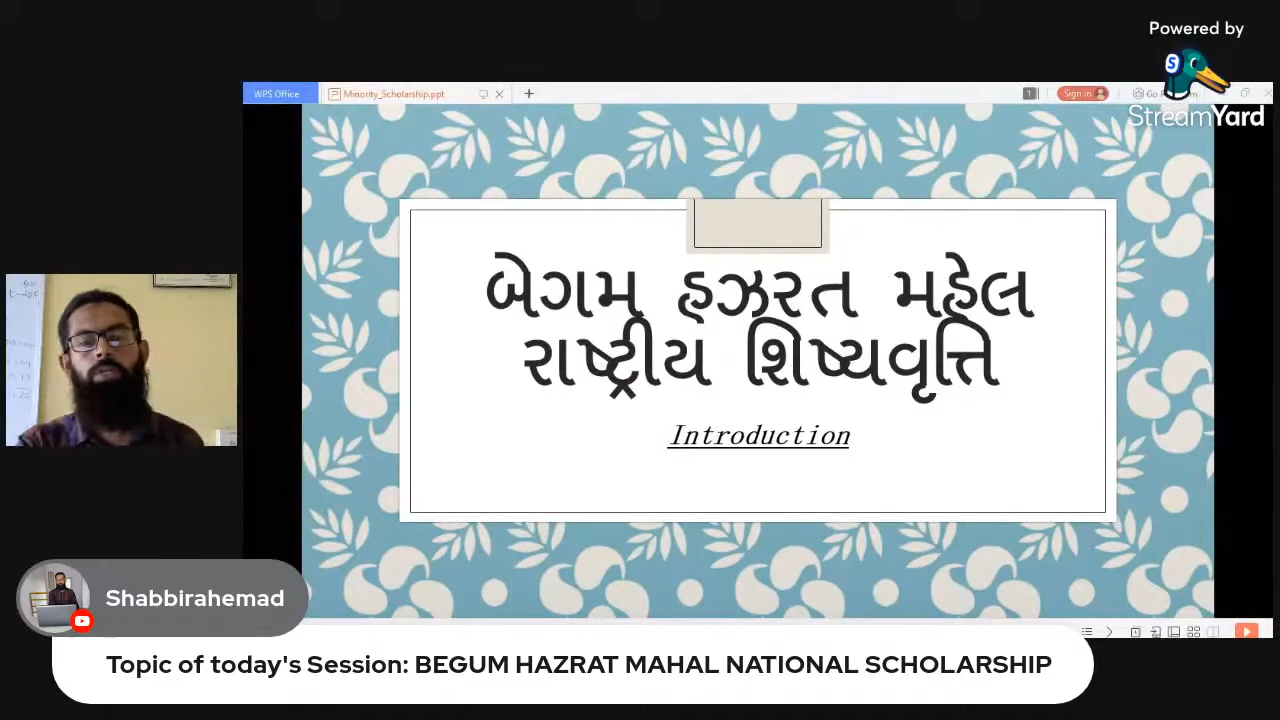 Powered by
StreamYard
WPS Office
Minority_Scholarship.ppt
Sign in
બેગમ હઝરત મહેલ
રાષ્ટ્રીય શિષ્યવૃત્તિ
Introduction
Shabbirahemad
Topic of today's Session: BEGUM HAZRAT MAHAL NATIONAL SCHOLARSHIP